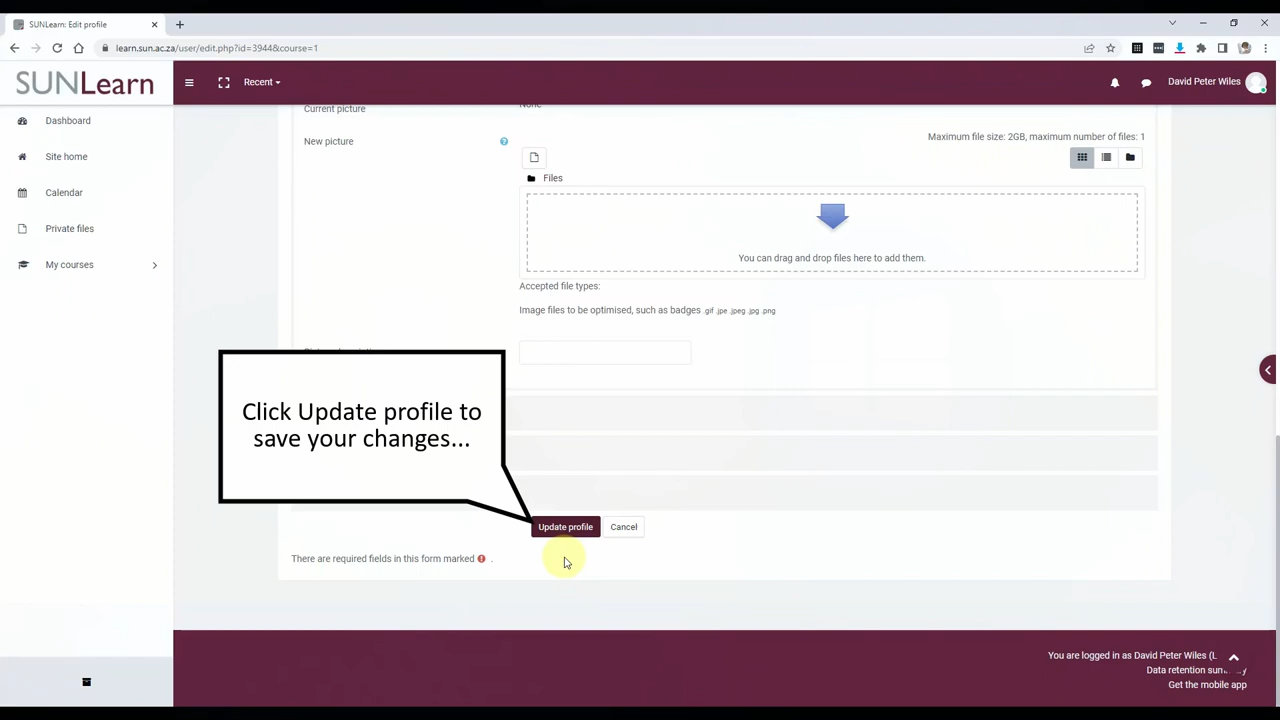 SUNLearn: Edit profile
learn.sun.ac.za/user/edit.php?id=3944&course=1
SUNLearn
Recent
David Peter Wiles
Dashboard
Site home
Calendar
Private files
My courses
Current picture
None
New picture
Maximum file size: 2GB, maximum number of files: 1
Files
You can drag and drop files here to add them.
Accepted file types:
Image files to be optimised, such as badges .gif .jpe .jpeg .jpg .png
Click Update profile to
save your changes...
Update profile
Cancel
There are required fields in this form marked .
You are logged in as David Peter Wiles (L
Data retention
Get the mobile app